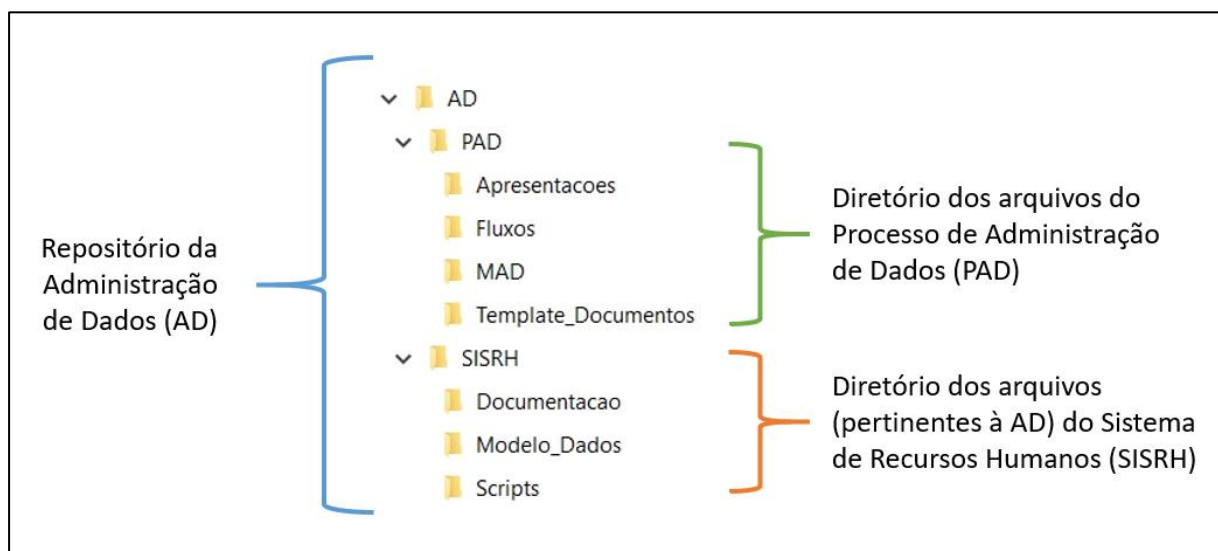 Repositório da
Administração
de Dados (AD)
AD
PAD
Apresentacoes
Fluxos
MAD
Template_Documentos
SISRH
Documentacao
Modelo_Dados
Scripts
Diretório dos arquivos do
Processo de Administração
de Dados (PAD)
Diretório dos arquivos
(pertinentes à AD) do Sistema
de Recursos Humanos (SISRH)